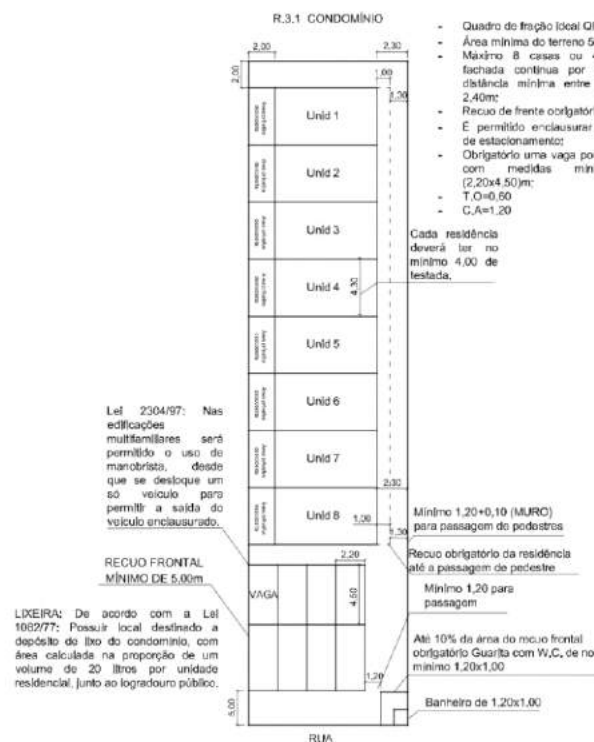 R.3.1 CONDOMÍNIO
2,00
2,30
2,00
1,00
1,30
- Quadro de fração ideal
- Área mínima do terreno
- Máximo 8 casas ou
fachada contínua por
distância mínima entre
2,40m;
- Recuo de frente
- É permitido enclausurar
de estacionamento;
- Obrigatório uma vaga
com medidas
(2,20x4,50)m;
- T.O=0,60
- C.A=1,20
Unid 1
Unid 2
Unid 3
Cada residência
deverá ter no
mínimo 4,00 de
testada.
Unid 4
4,30
Unid 5
Unid 6
Unid 7
Unid 8
Lei 2304/97: Nas
edificações
multifamiliares será
permitido o uso de
manobrista, desde
que se desloque um
só veículo para
permitir a saída do
veículo enclausurado.
2,30
1,00
1,30
Mínimo 1,20+0,10 (MURO)
para passagem de pedestres
Recuo obrigatório da residência
até a passagem de pedestre
RECUO FRONTAL
MÍNIMO DE 5,00m
2,20
VAGA
4,50
Mínimo 1,20 para
passagem
LIXEIRA: De acordo com a Lei
1082/77: Possuir local destinado a
depósito de lixo do condomínio, com
área calculada na proporção de um
volume de 20 litros por unidade
residencial, junto ao logradouro público.
Até 10% da área do recuo frontal
obrigatório Guarita com W.C. de no
mínimo 1,20x1,00
1,20
5,00
Banheiro de 1,20x1,00
RUA